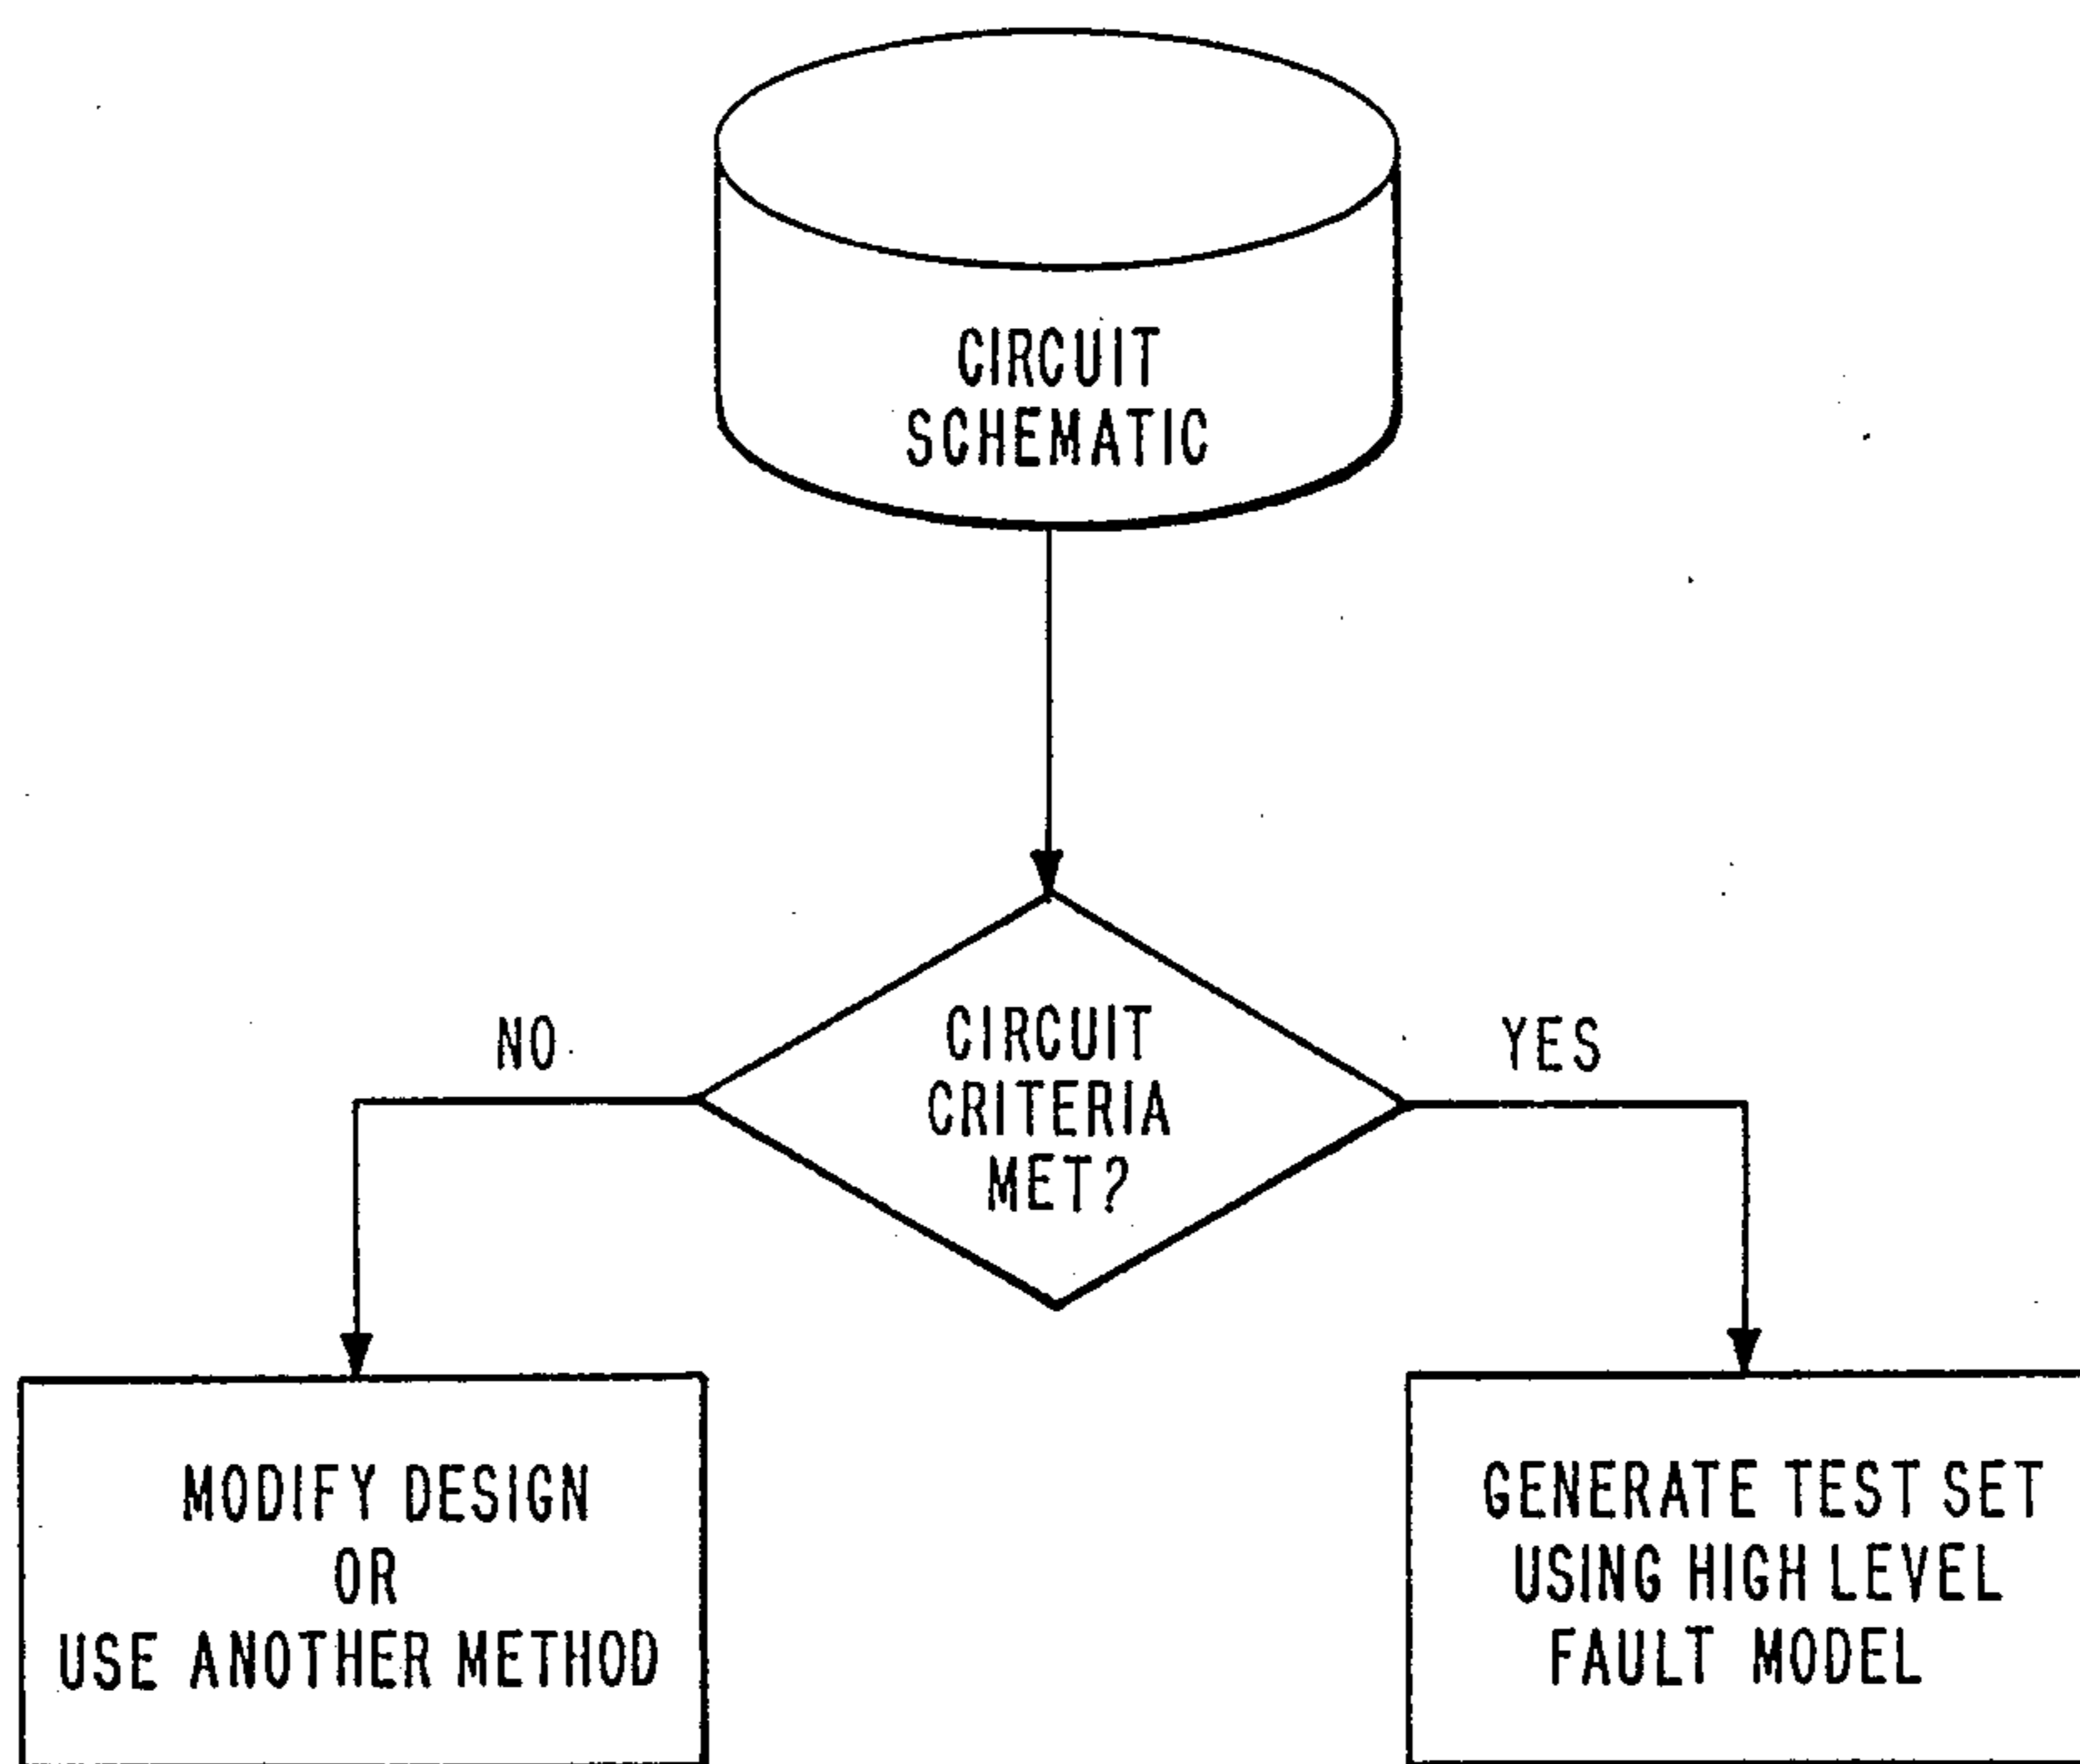 CIRCUIT
SCHEMATIC
CIRCUIT
CRITERIA
MET?
NO
YES
MODIFY DESIGN
OR
USE ANOTHER METHOD
GENERATE TEST SET
USING HIGH LEVEL
FAULT MODEL